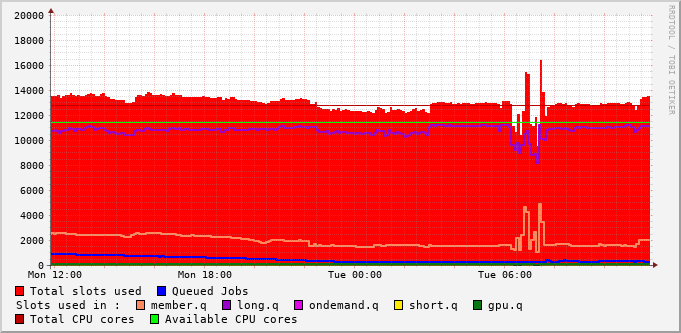 20000
18000
16000
14000
12000
10000
8000
6000
4000
2000
0
Mon 12:00 Mon 18:00 Tue 00:00 Tue 06:00
Total slots used Queued Jobs
Slots used in : member.q long.q ondemand.q short.q gpu.q
Total CPU cores Available CPU cores
RRDTOOL / TOBI OETIKER